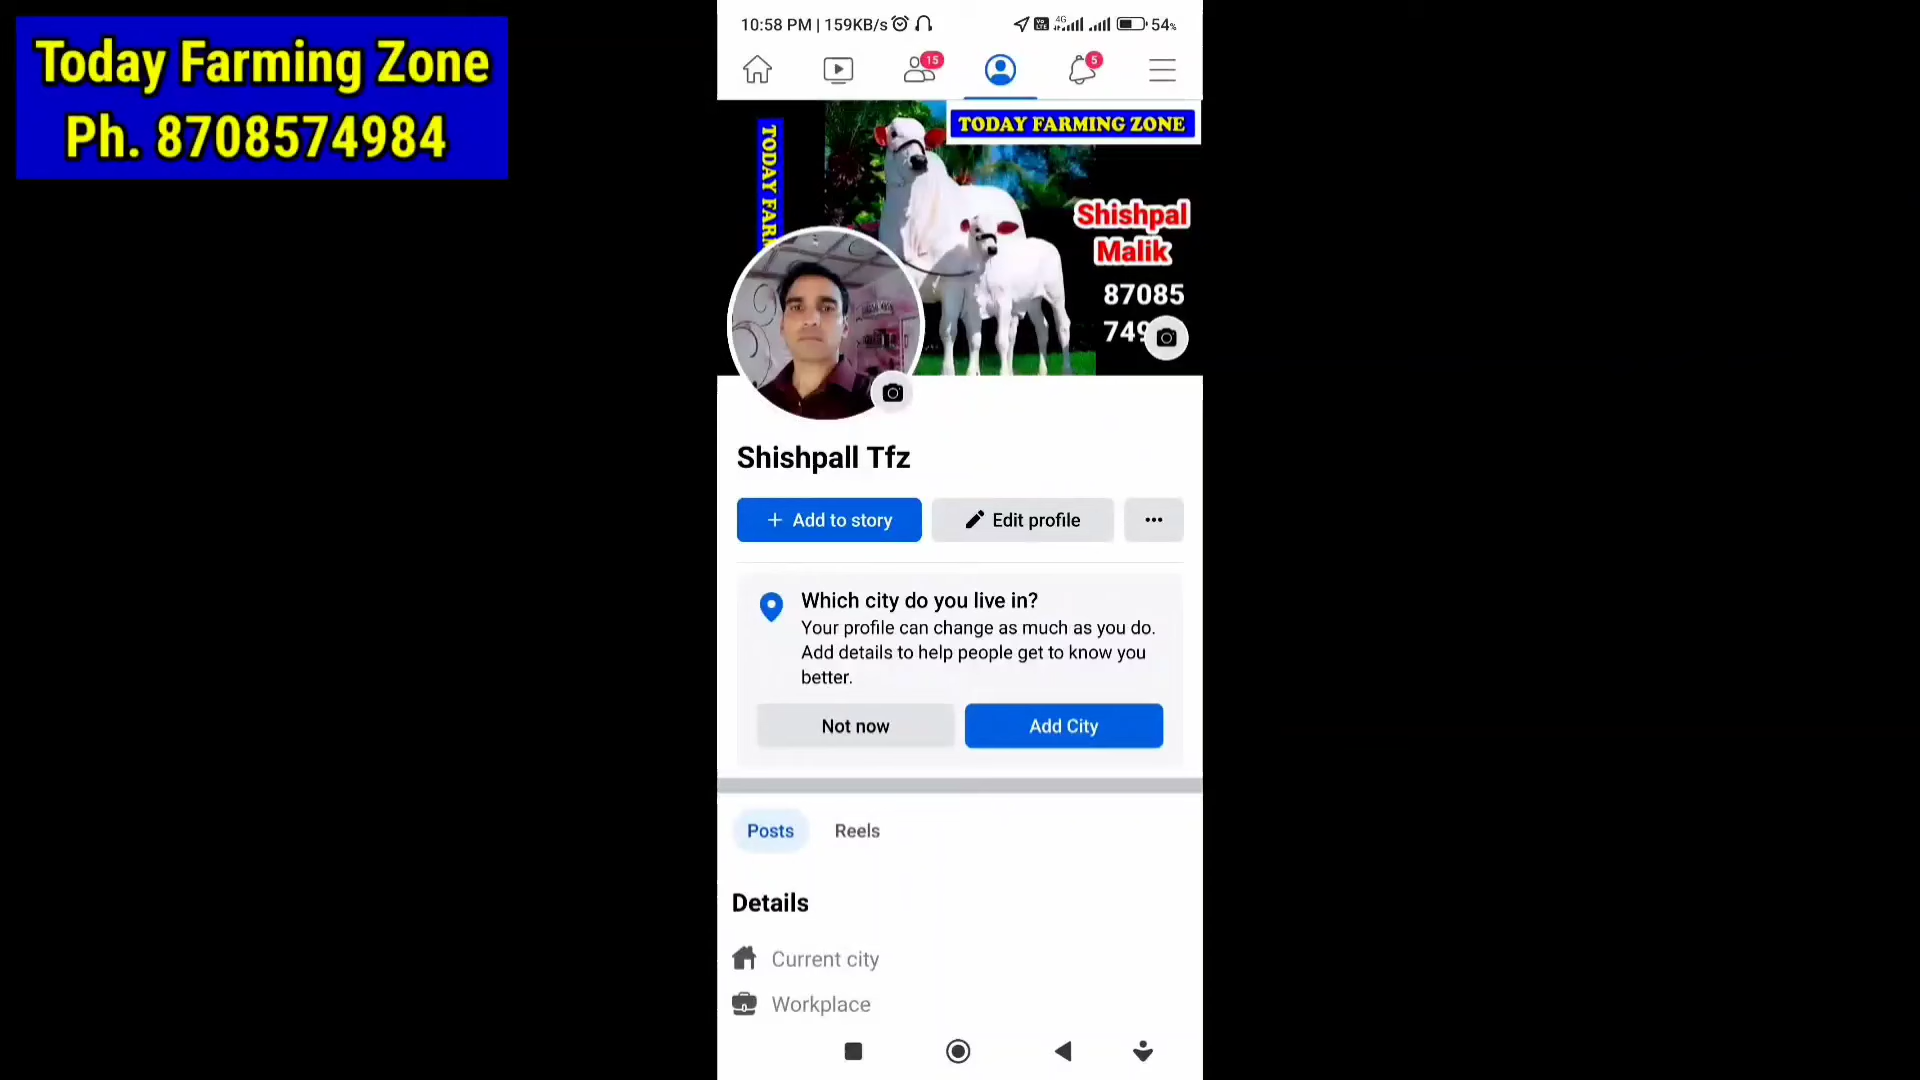 Today Farming Zone
Ph. 8708574984
10:58 PM | 159KB/s
4G
54%
15
5
TODAY FARMING ZONE
TODAY FAR
Shishpal
Malik
87085
749
Shishpall Tfz
+ Add to story
Edit profile
Which city do you live in?
Your profile can change as much as you do.
Add details to help people get to know you
better.
Not now
Add City
Posts
Reels
Details
Current city
Workplace